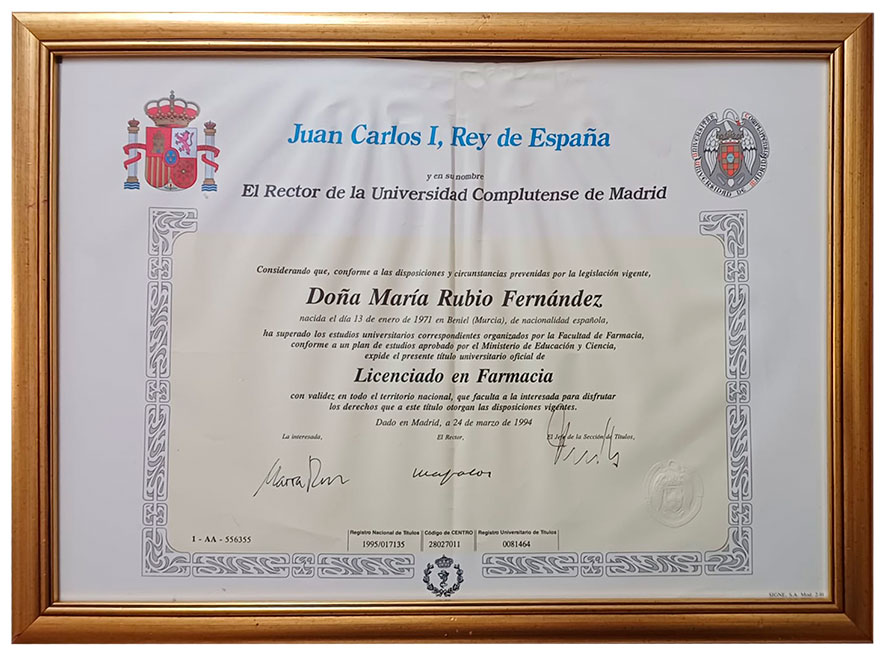 Juan Carlos I, Rey de España
y en su nombre
El Rector de la Universidad Complutense de Madrid
Considerando que, conforme a las disposiciones y circunstancias prevenidas por la legislación vigente,
Doña María Rubio Fernández
nacida el día 13 de enero de 1971 en Beniel (Murcia), de nacionalidad española,
ha superado los estudios universitarios correspondientes organizados por la Facultad de Farmacia,
conforme a un plan de estudios aprobado por el Ministerio de Educación y Ciencia,
expide el presente título universitario oficial de
Licenciado en Farmacia
con validez en todo el territorio nacional, que faculta a la interesada para disfrutar
los derechos que a este título otorgan las disposiciones vigentes.
Dado en Madrid, a 24 de marzo de 1994
La interesada, El Rector, El Jefe de la Sección de Títulos,
1 - AA - 556355
Registro Nacional de Títulos Código de CENTRO Registro Universitario de Títulos
1995/017135 28027011 0081464
SIGNE, S.A. Mod.